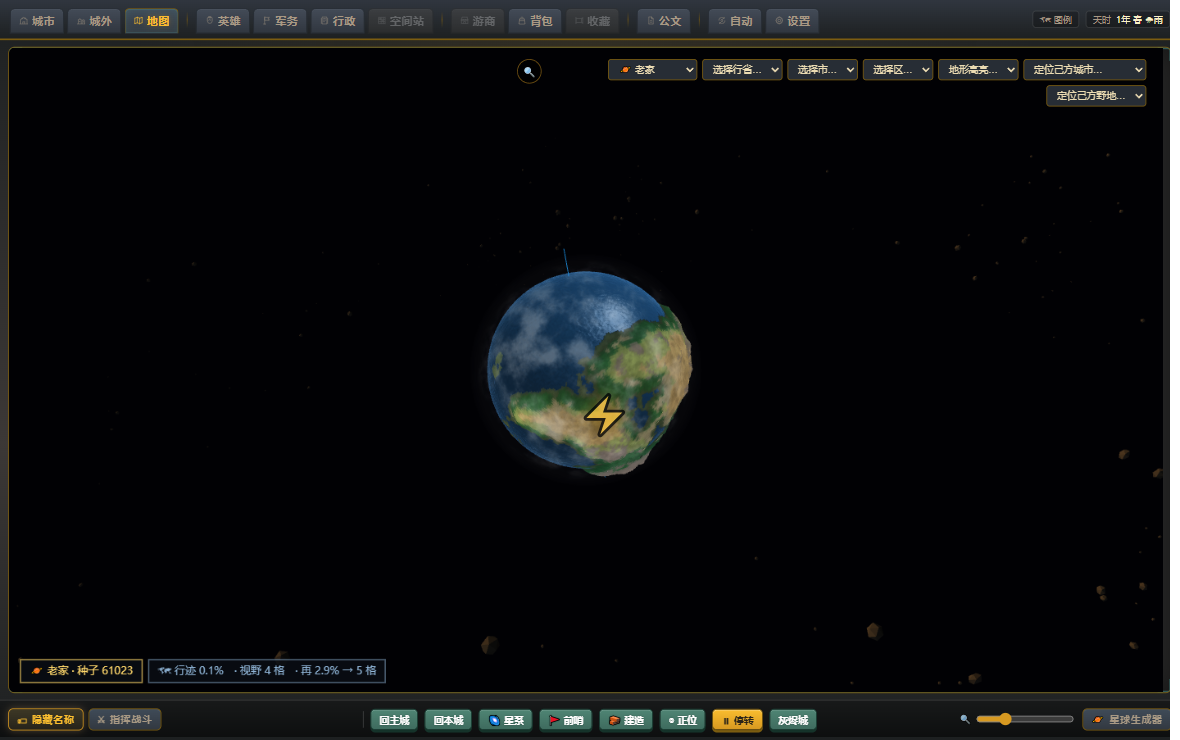 城市 城外 地图 英雄 军务 行政 空间站 游商 背包 收藏 公文 自动 设置 图例 天时 1年 春 雨
老家 选择行省... 选择市... 选择区... 地形高亮... 定位己方城市...
定位己方野地...
老家 · 种子 61023 行迹 0.1% · 视野 4 格 · 再 2.9% → 5 格
隐藏名称 指挥战斗 回主城 回本城 星泵 前哨 建造 正位 停转 灰烬城 星球生成器